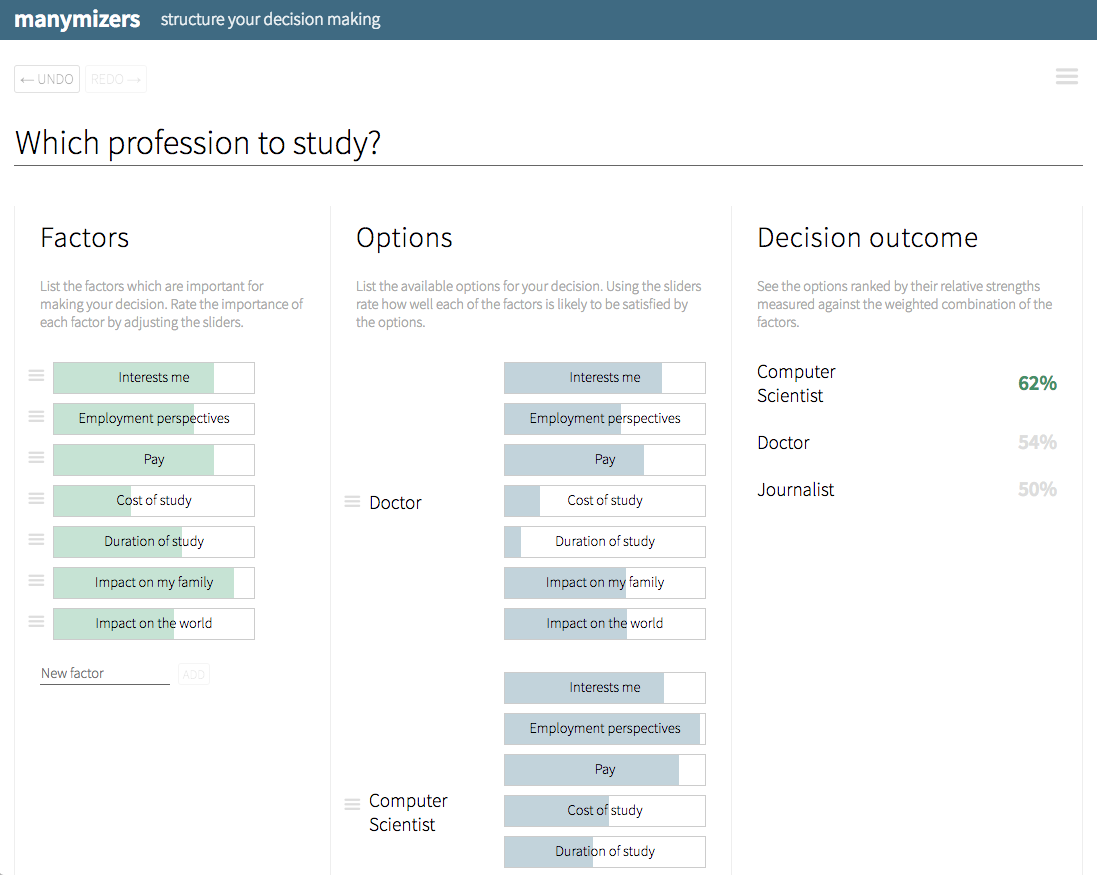 manymizers structure your decision making
← UNDO REDO →
Which profession to study?
Factors
List the factors which are important for
making your decision. Rate the importance of
each factor by adjusting the sliders.
Interests me
Employment perspectives
Pay
Cost of study
Duration of study
Impact on my family
Impact on the world
New factor ADD
Options
List the available options for your decision. Using the sliders
rate how well each of the factors is likely to be satisfied by
the options.
Doctor
Interests me
Employment perspectives
Pay
Cost of study
Duration of study
Impact on my family
Impact on the world
Computer
Scientist
Interests me
Employment perspectives
Pay
Cost of study
Duration of study
Decision outcome
See the options ranked by their relative strengths
measured against the weighted combination of the
factors.
Computer
Scientist
62%
Doctor 54%
Journalist 50%